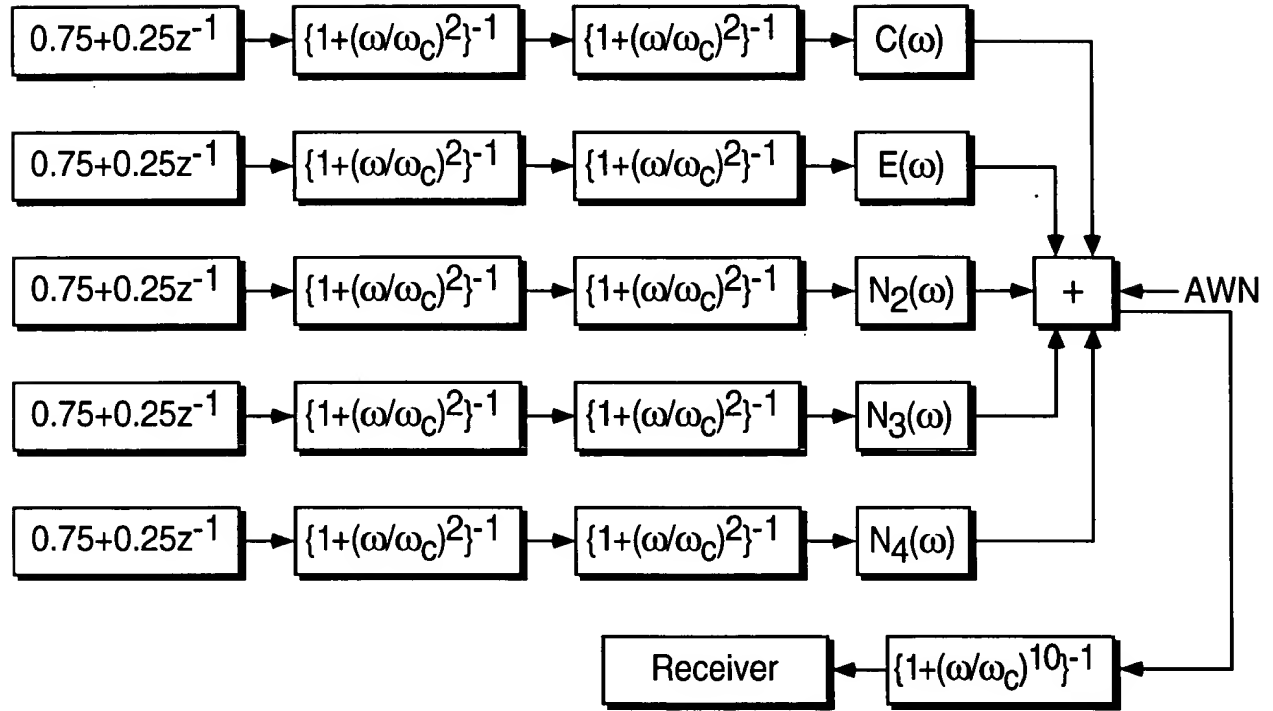 0.75+0.25z⁻¹ {1+(ω/ω_C)²}⁻¹ {1+(ω/ω_C)²}⁻¹ C(ω)
0.75+0.25z⁻¹ {1+(ω/ω_C)²}⁻¹ {1+(ω/ω_C)²}⁻¹ E(ω)
0.75+0.25z⁻¹ {1+(ω/ω_C)²}⁻¹ {1+(ω/ω_C)²}⁻¹ N₂(ω) + AWN
0.75+0.25z⁻¹ {1+(ω/ω_C)²}⁻¹ {1+(ω/ω_C)²}⁻¹ N₃(ω)
0.75+0.25z⁻¹ {1+(ω/ω_C)²}⁻¹ {1+(ω/ω_C)²}⁻¹ N₄(ω)
Receiver {1+(ω/ω_C)¹⁰}⁻¹